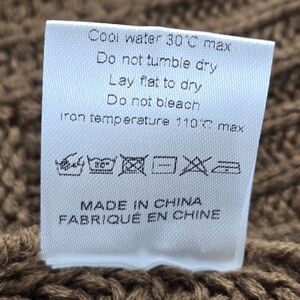 Cool water 30°C max
Do not tumble dry
Lay flat to dry
Do not bleach
iron temperature 110°C max
MADE IN CHINA
FABRIQUÉ EN CHINE